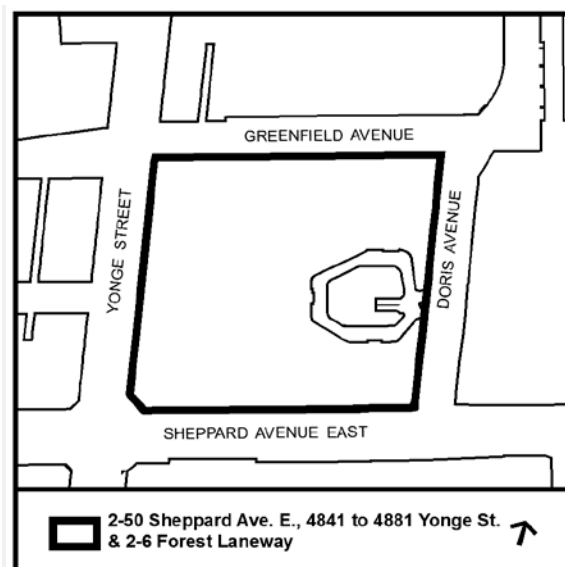 GREENFIELD AVENUE
YONGE STREET
DORIS AVENUE
SHEPPARD AVENUE EAST
2-50 Sheppard Ave. E., 4841 to 4881 Yonge St.
& 2-6 Forest Laneway